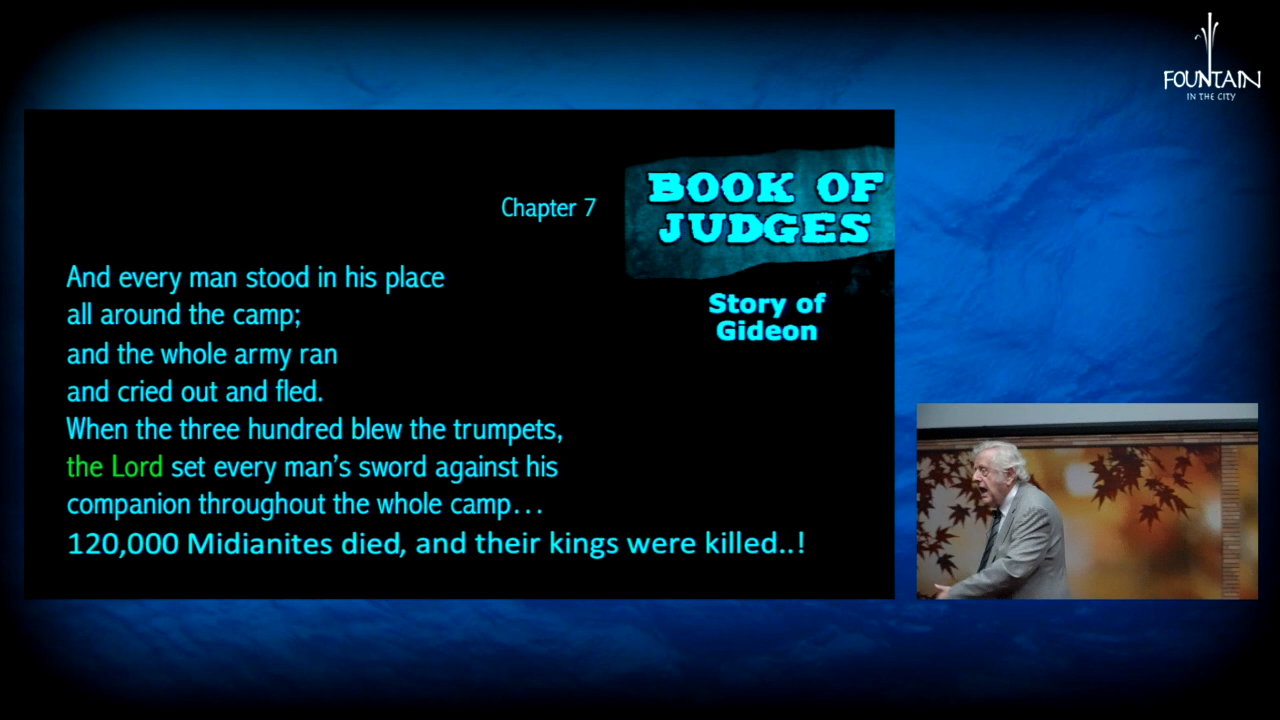 FOUNTAIN
IN THE CITY
BOOK OF
JUDGES
Chapter 7
Story of
Gideon
And every man stood in his place
all around the camp;
and the whole army ran
and cried out and fled.
When the three hundred blew the trumpets,
the Lord set every man’s sword against his
companion throughout the whole camp…
120,000 Midianites died, and their kings were killed..!